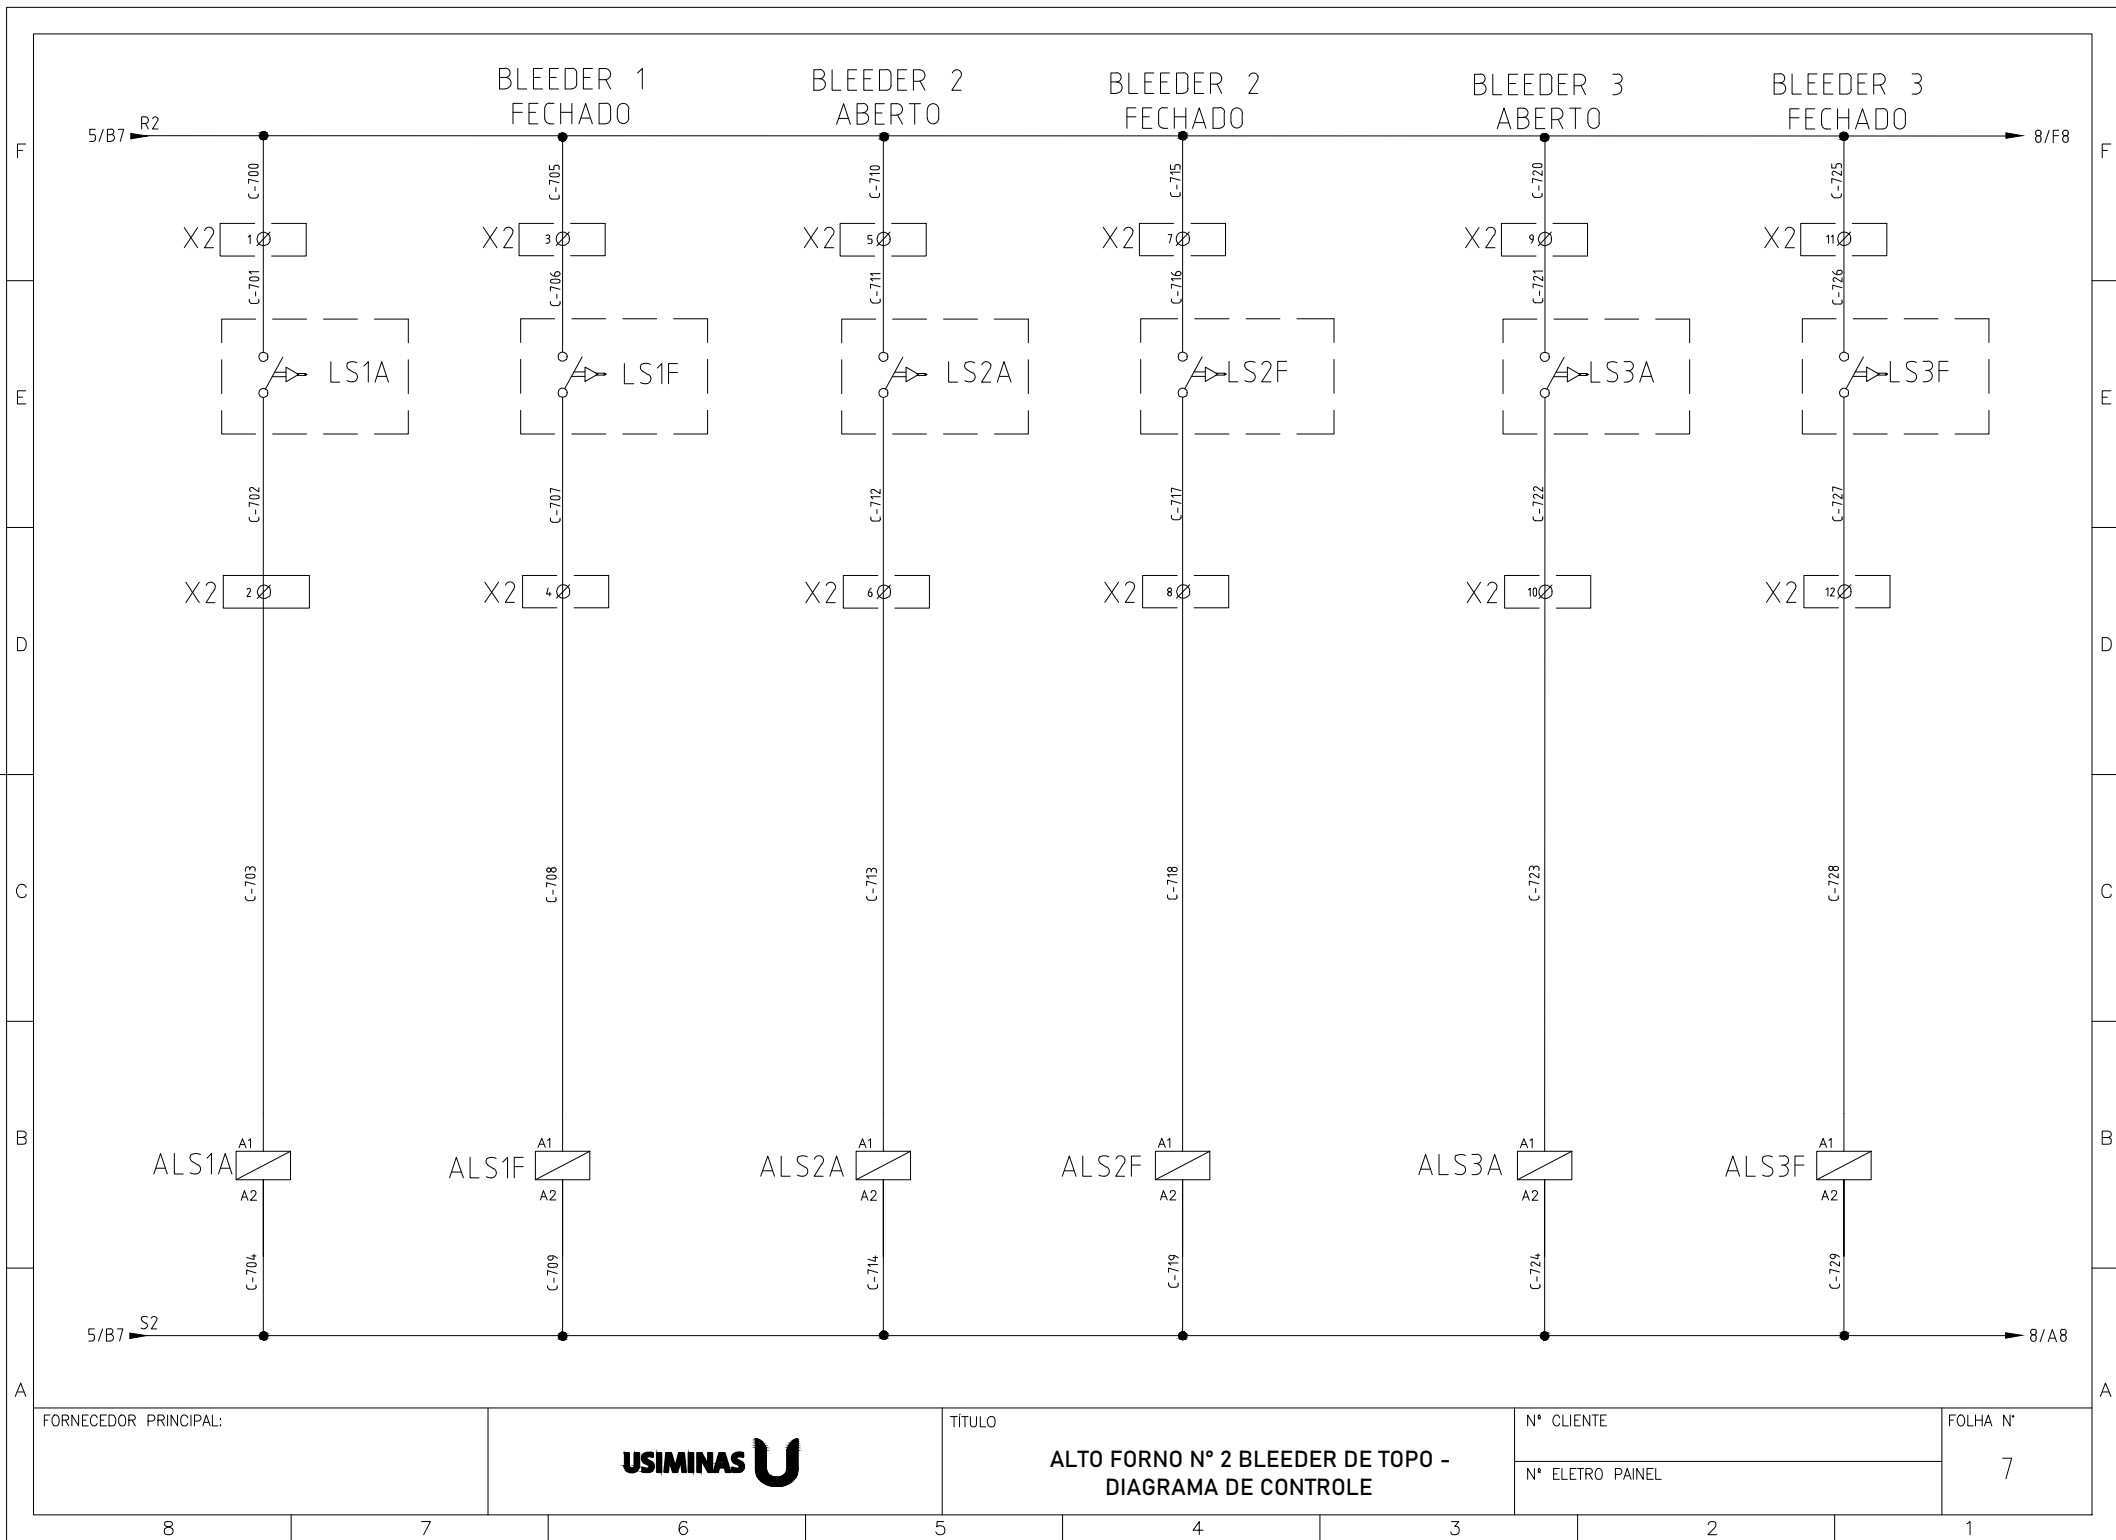 BLEEDER 1
FECHADO
BLEEDER 2
ABERTO
BLEEDER 2
FECHADO
BLEEDER 3
ABERTO
BLEEDER 3
FECHADO
5/B7 R2 8/F8
F F
C-700 C-705 C-710 C-715 C-720 C-725
X2 1 X2 3 X2 5 X2 7 X2 9 X2 11
C-701 C-706 C-711 C-716 C-721 C-726
LS1A LS1F LS2A LS2F LS3A LS3F
E E
C-702 C-707 C-712 C-717 C-722 C-727
X2 2 X2 4 X2 6 X2 8 X2 10 X2 12
D D
C-703 C-708 C-713 C-718 C-723 C-728
C C
A1 A1 A1 A1 A1 A1
B B
ALS1A ALS1F ALS2A ALS2F ALS3A ALS3F
A2 A2 A2 A2 A2 A2
C-704 C-709 C-714 C-719 C-724 C-729
5/B7 S2 8/A8
A A
FORNECEDOR PRINCIPAL:
USIMINAS
TÍTULO
ALTO FORNO N° 2 BLEEDER DE TOPO -
DIAGRAMA DE CONTROLE
N° CLIENTE
N° ELETRO PAINEL
FOLHA N°
7
8 7 6 5 4 3 2 1